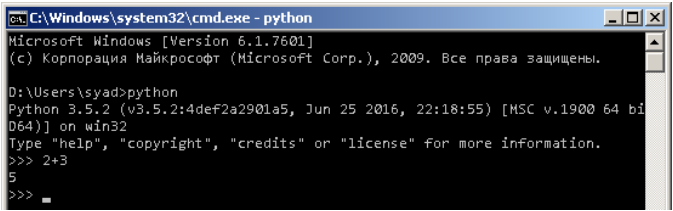 C:\Windows\system32\cmd.exe - python
Microsoft Windows [Version 6.1.7601]
(c) Корпорация Майкрософт (Microsoft Corp.), 2009. Все права защищены.
D:\Users\syad>python
Python 3.5.2 (v3.5.2:4def2a2901a5, Jun 25 2016, 22:18:55) [MSC v.1900 64 bi
D64)] on win32
Type "help", "copyright", "credits" or "license" for more information.
>>> 2+3
5
>>>